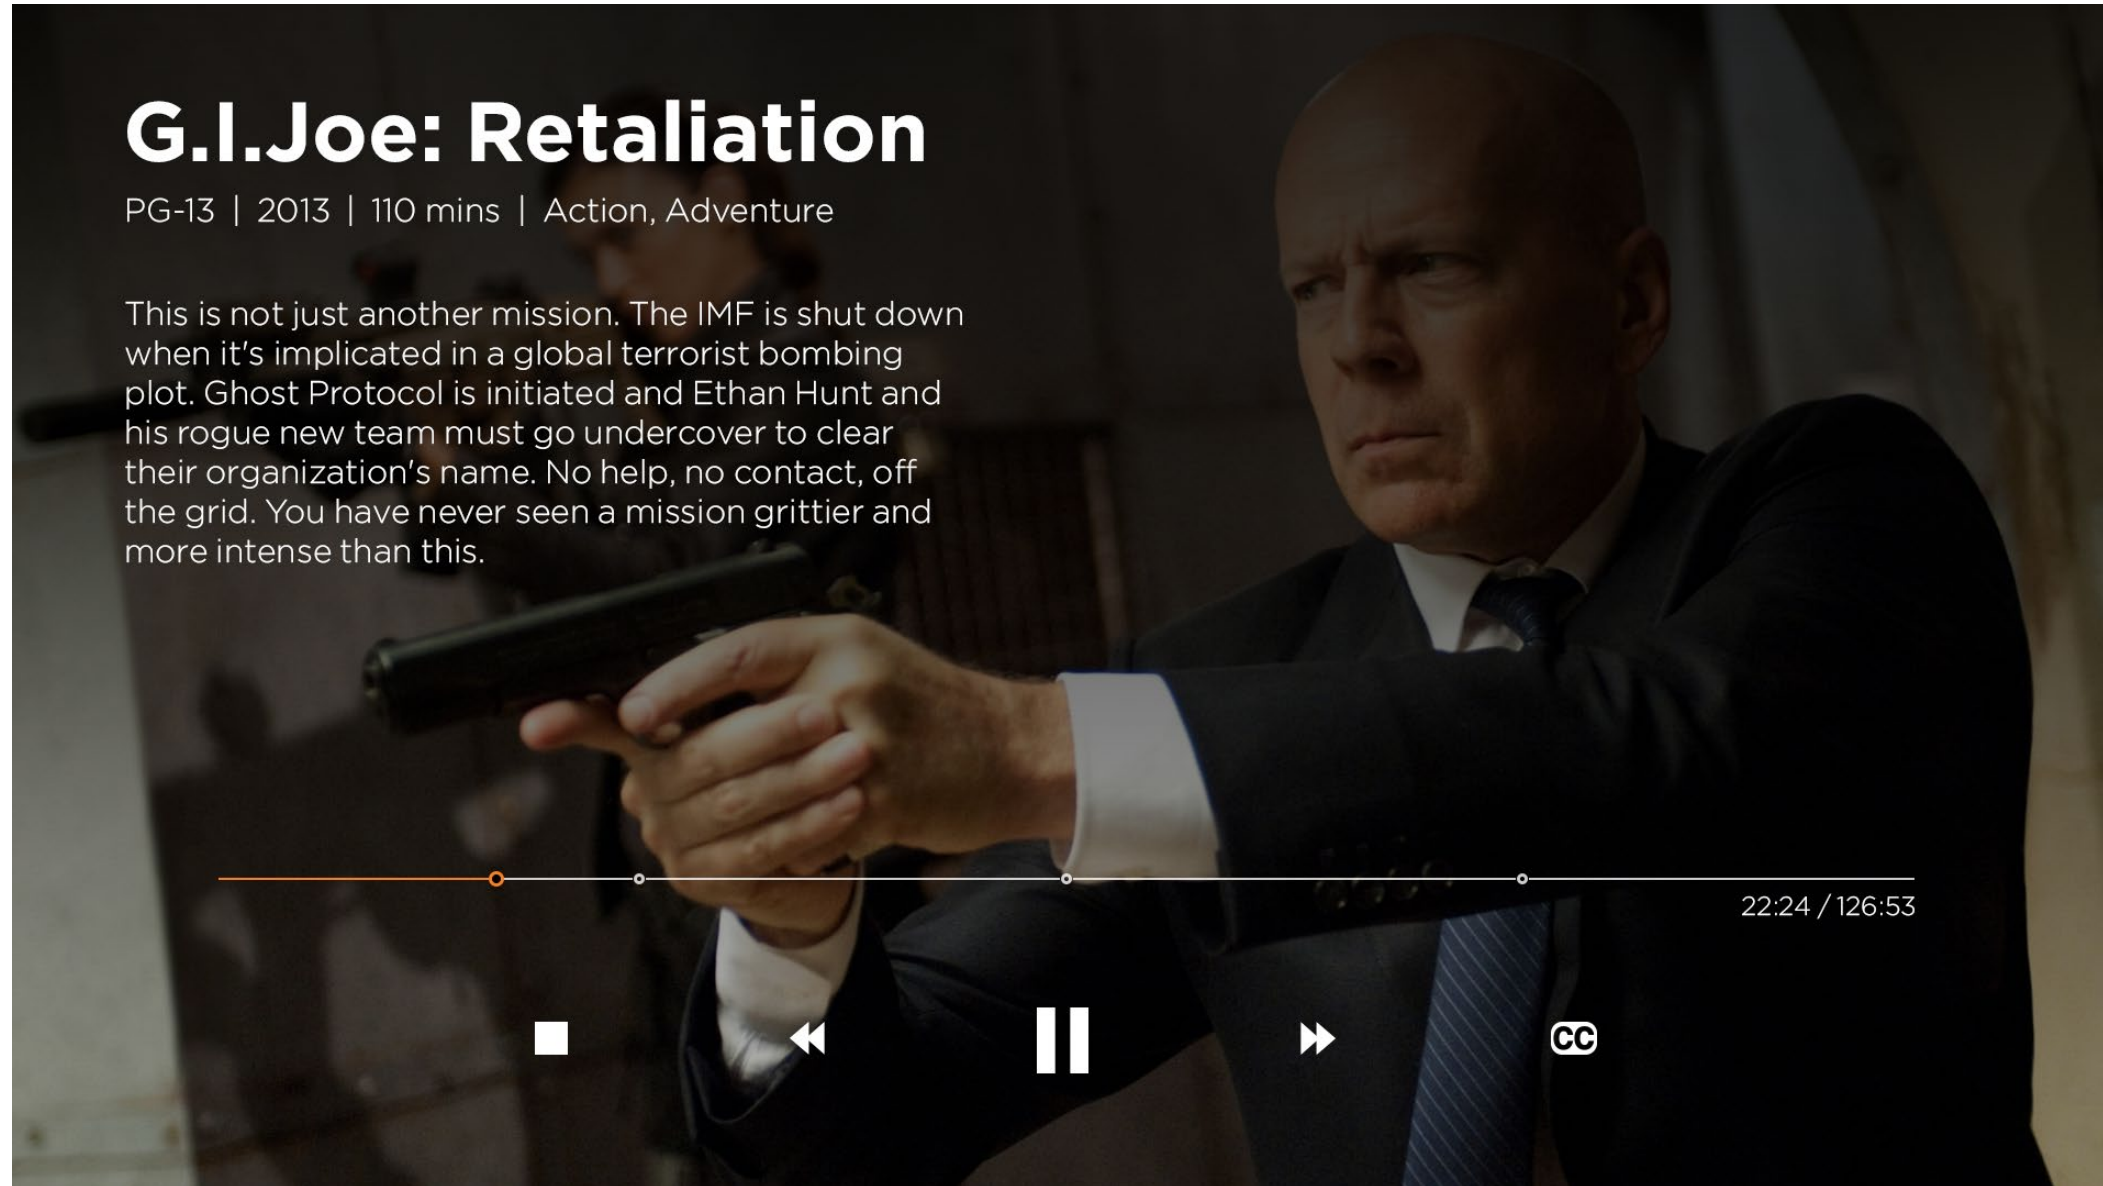 G.I.Joe: Retaliation
PG-13 | 2013 | 110 mins | Action, Adventure
This is not just another mission. The IMF is shut down
when it's implicated in a global terrorist bombing
plot. Ghost Protocol is initiated and Ethan Hunt and
his rogue new team must go undercover to clear
their organization's name. No help, no contact, off
the grid. You have never seen a mission grittier and
more intense than this.
22:24 / 126:53
CC